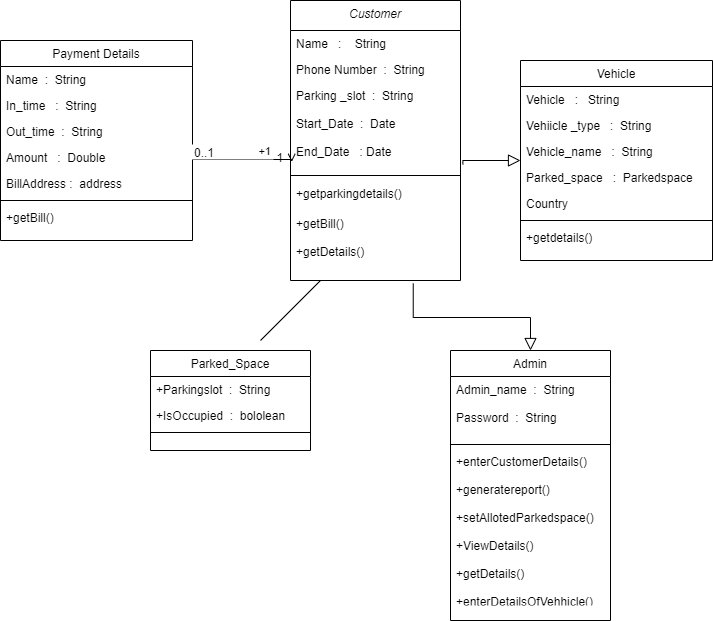 Customer
Name : String
Phone Number : String
Parking _slot : String
Start_Date : Date
End_Date : Date
+getparkingdetails()
+getBill()
+getDetails()
Payment Details
Name : String
In_time : String
Out_time : String
Amount : Double
BillAddress : address
+getBill()
0..1
+1
1
Vehicle
Vehicle : String
Vehiicle _type : String
Vehicle_name : String
Parked_space : Parkedspace
Country
+getdetails()
Parked_Space
+Parkingslot : String
+IsOccupied : bololean
Admin
Admin_name : String
Password : String
+enterCustomerDetails()
+generatereport()
+setAllotedParkedspace()
+ViewDetails()
+getDetails()
+enterDetailsOfVehhicle()